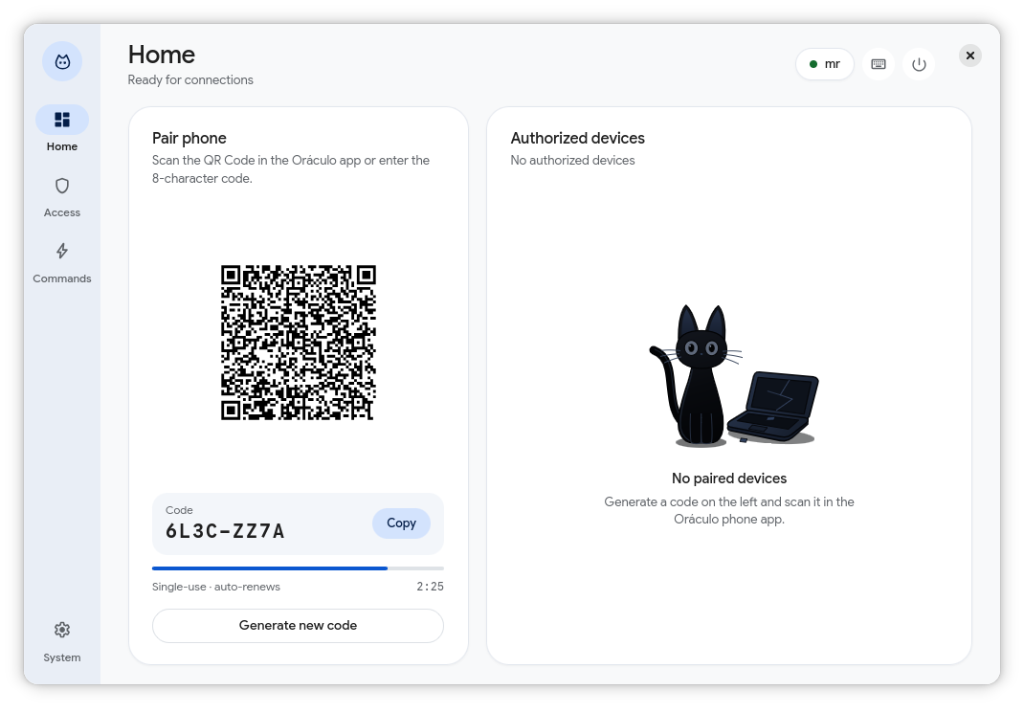 Home
Ready for connections
mr
Home
Access
Commands
System
Pair phone
Scan the QR Code in the Oráculo app or enter the
8-character code.
Code
6L3C-ZZ7A
Copy
Single-use · auto-renews
2:25
Generate new code
Authorized devices
No authorized devices
No paired devices
Generate a code on the left and scan it in the
Oráculo phone app.